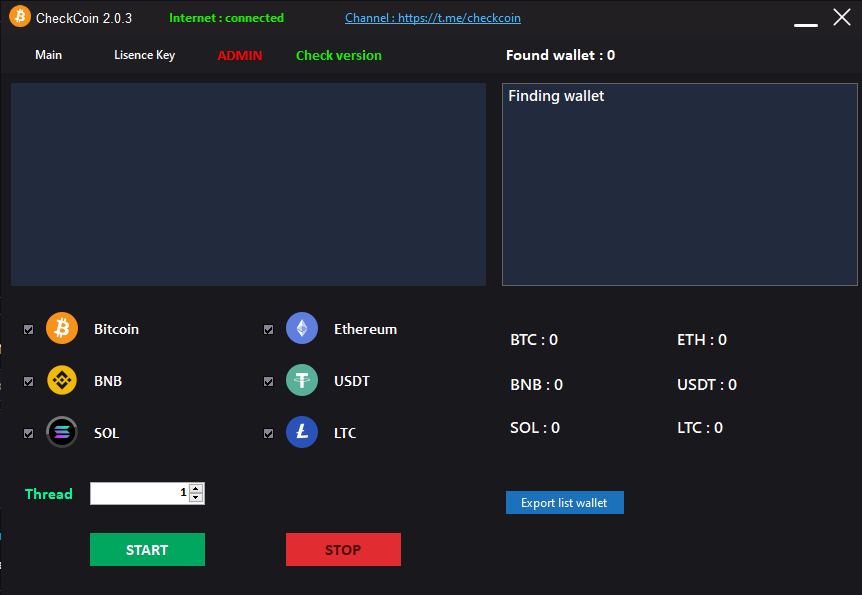 CheckCoin 2.0.3
Internet : connected
Channel : https://t.me/checkcoin
Main
Lisence Key
ADMIN
Check version
Found wallet : 0
Finding wallet
Bitcoin
Ethereum
BTC : 0
ETH : 0
BNB
USDT
BNB : 0
USDT : 0
SOL
LTC
SOL : 0
LTC : 0
Thread
1
Export list wallet
START
STOP